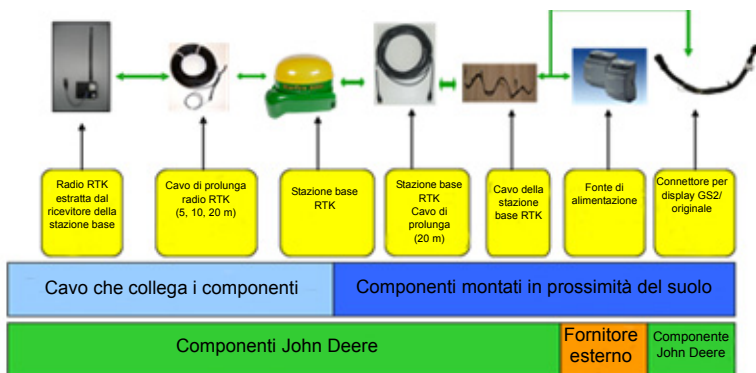 Radio RTK
estratta dal
ricevitore della
stazione base
Cavo di prolunga
radio RTK
(5, 10, 20 m)
Stazione base
RTK
Stazione base
RTK
Cavo di
prolunga
(20 m)
Cavo della
stazione
base RTK
Fonte di
alimentazione
Connettore per
display GS2/
originale
Cavo che collega i componenti
Componenti montati in prossimità del suolo
Componenti John Deere
Fornitore
esterno
Componente
John Deere